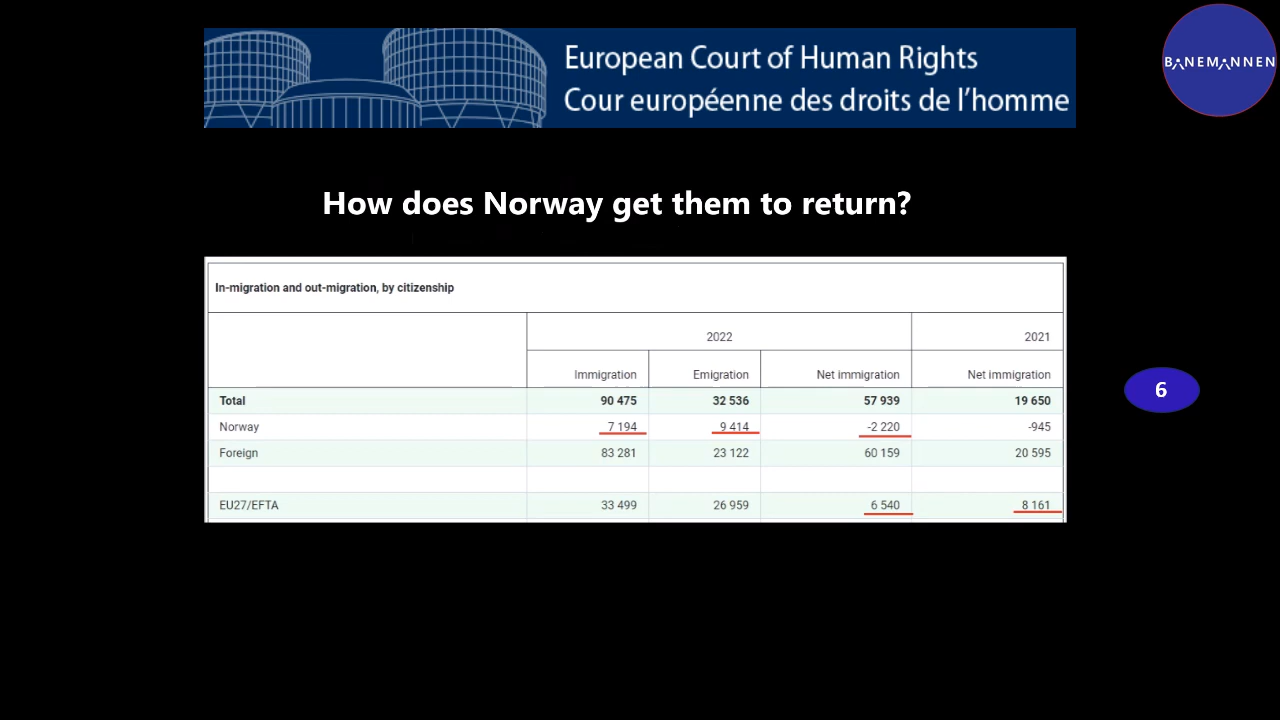 European Court of Human Rights
Cour européenne des droits de l'homme
BANEMANNEN
How does Norway get them to return?
In-migration and out-migration, by citizenship
2022 2021
Immigration Emigration Net immigration Net immigration
Total 90 475 32 536 57 939 19 650
Norway 7 194 9 414 -2 220 -945
Foreign 83 281 23 122 60 159 20 595
EU27/EFTA 33 499 26 959 6 540 8 161
6